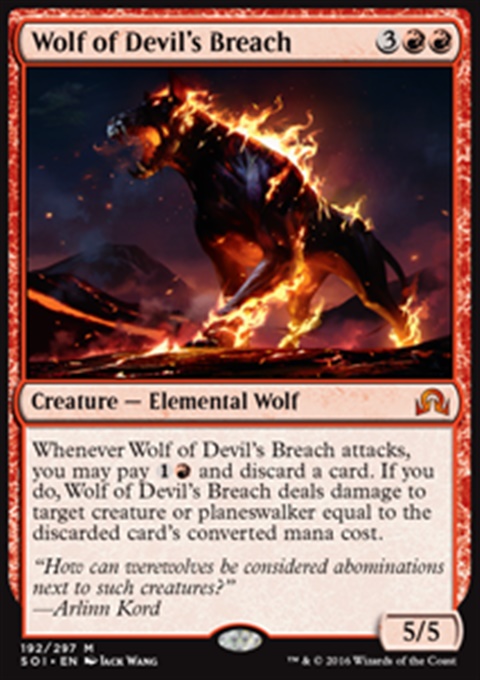 Wolf of Devil's Breach 3
Creature — Elemental Wolf
Whenever Wolf of Devil's Breach attacks,
you may pay 1 and discard a card. If you
do, Wolf of Devil's Breach deals damage to
target creature or planeswalker equal to the
discarded card's converted mana cost.
"How can werewolves be considered abominations
next to such creatures?"
—Arlinn Kord
5/5
192/297 M
SOI • EN Jack Wang ™ & © 2016 Wizards of the Coast